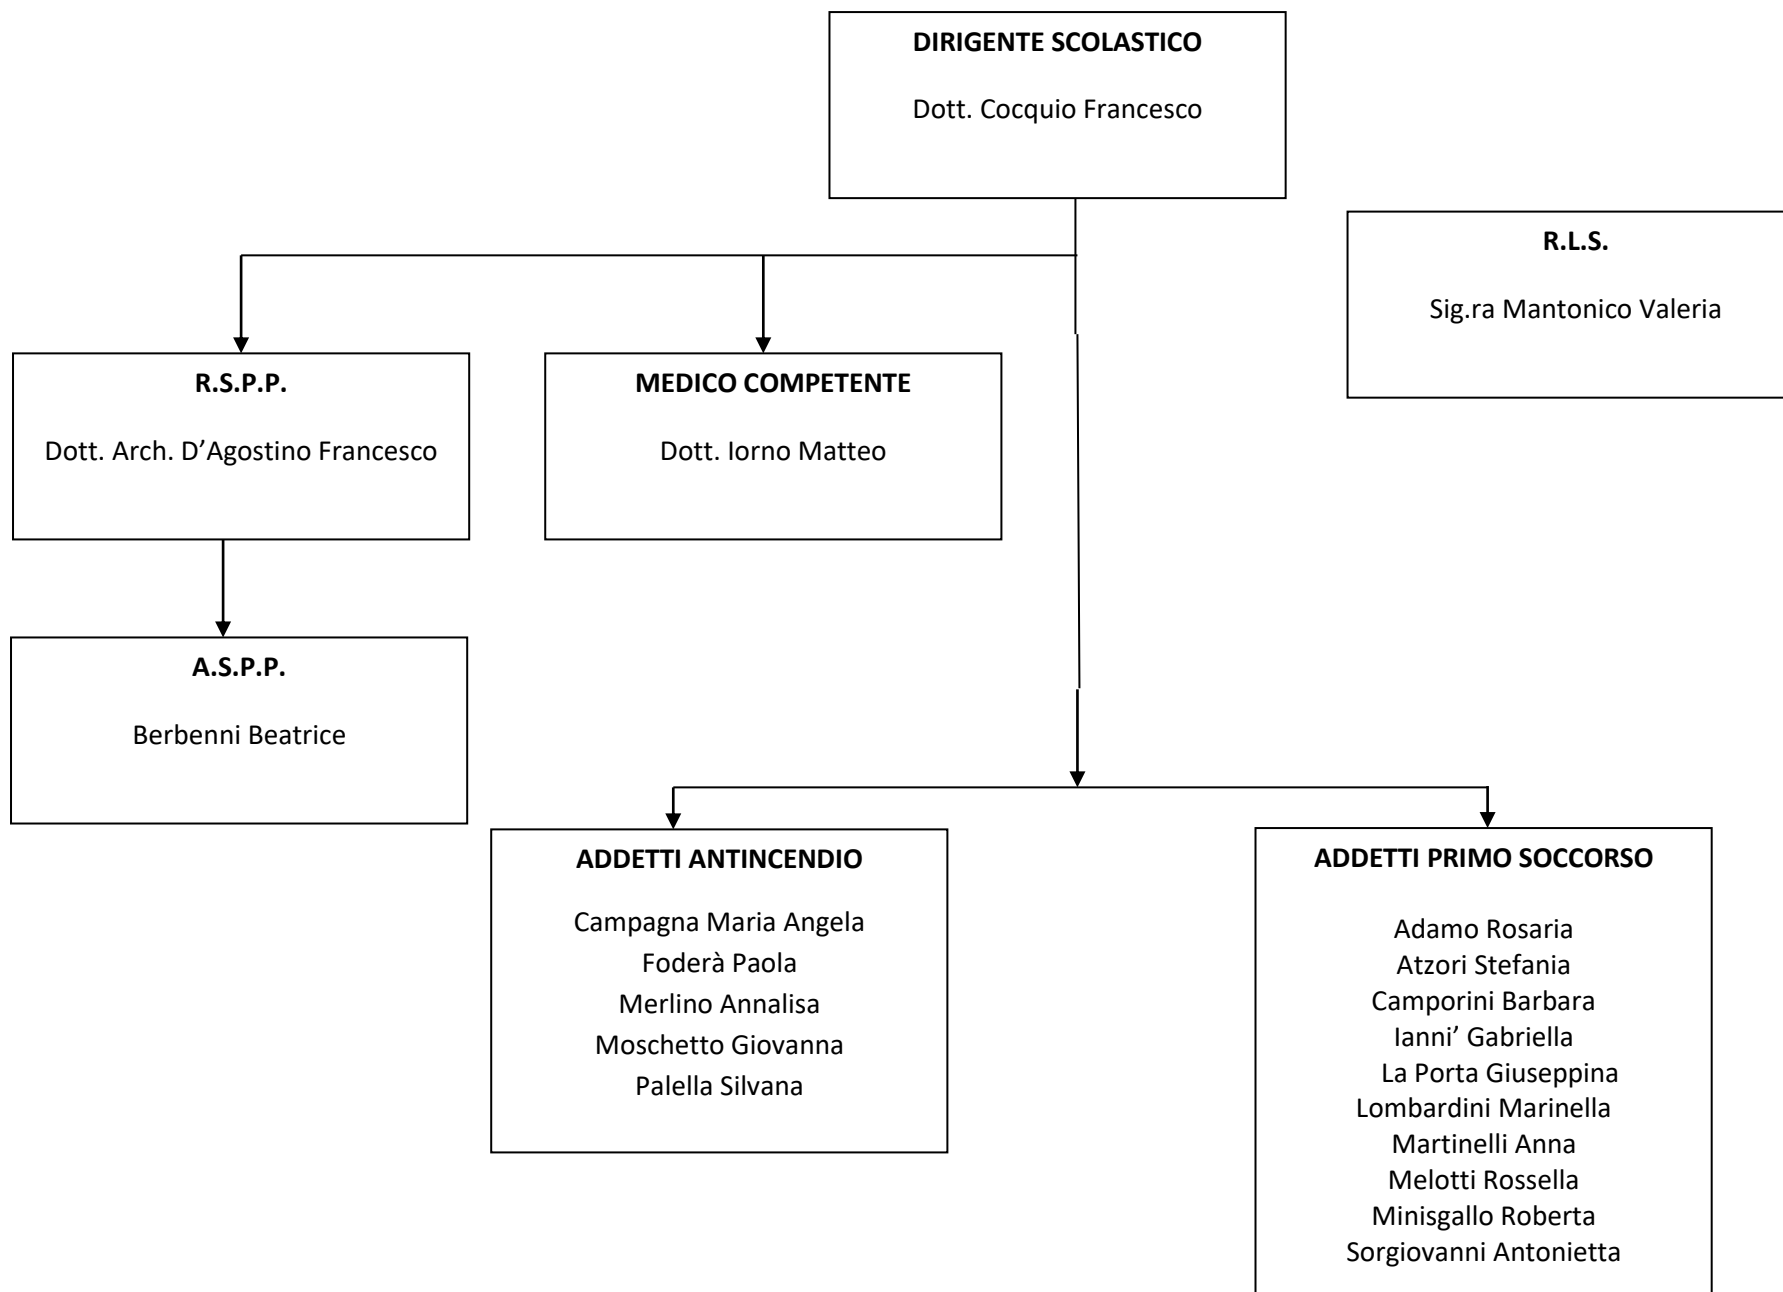 DIRIGENTE SCOLASTICO
Dott. Cocquio Francesco
R.L.S.
Sig.ra Mantonico Valeria
R.S.P.P.
Dott. Arch. D’Agostino Francesco
MEDICO COMPETENTE
Dott. Iorno Matteo
A.S.P.P.
Berbenni Beatrice
ADDETTI ANTINCENDIO
Campagna Maria Angela
Foderà Paola
Merlino Annalisa
Moschetto Giovanna
Palella Silvana
ADDETTI PRIMO SOCCORSO
Adamo Rosaria
Atzori Stefania
Camporini Barbara
Ianni’ Gabriella
La Porta Giuseppina
Lombardini Marinella
Martinelli Anna
Melotti Rossella
Minisgallo Roberta
Sorgiovanni Antonietta